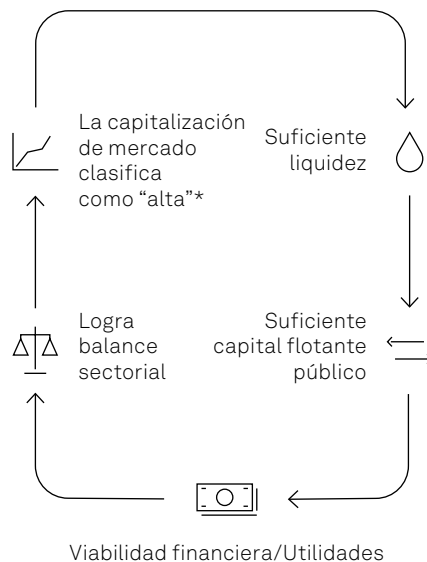 La capitalización
de mercado
clasifica
como “alta”*
Suficiente
liquidez
Logra
balance
sectorial
Suficiente
capital flotante
público
Viabilidad financiera/Utilidades